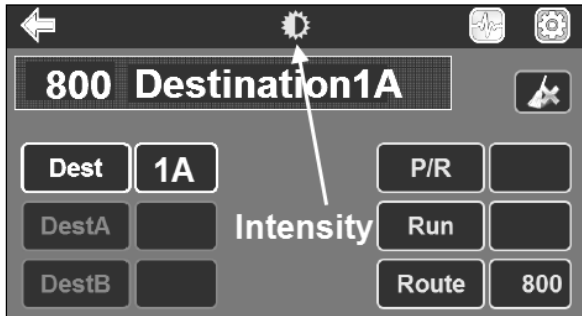 800 Destination1A
Dest 1A P/R
DestA Intensity Run
DestB Route 800